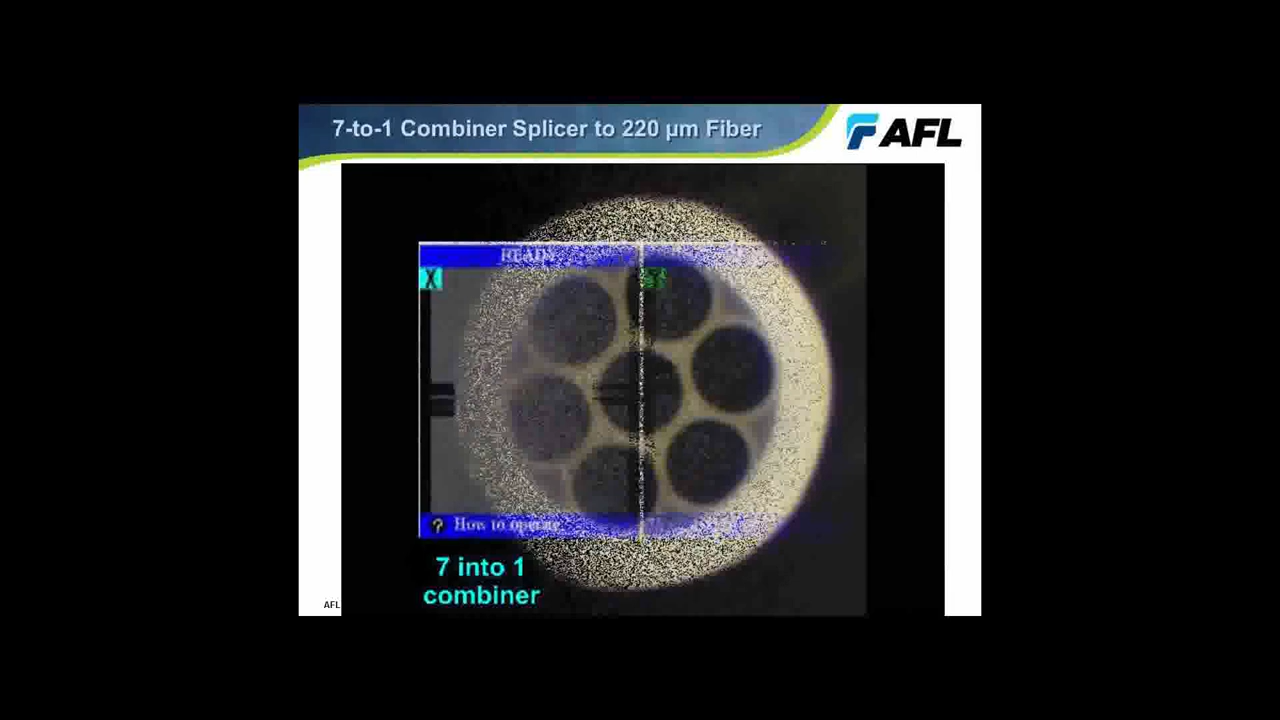 7-to-1 Combiner Splicer to 220 µm Fiber
AFL
READY
X
Y
? How to operate
7 into 1
combiner
AFL